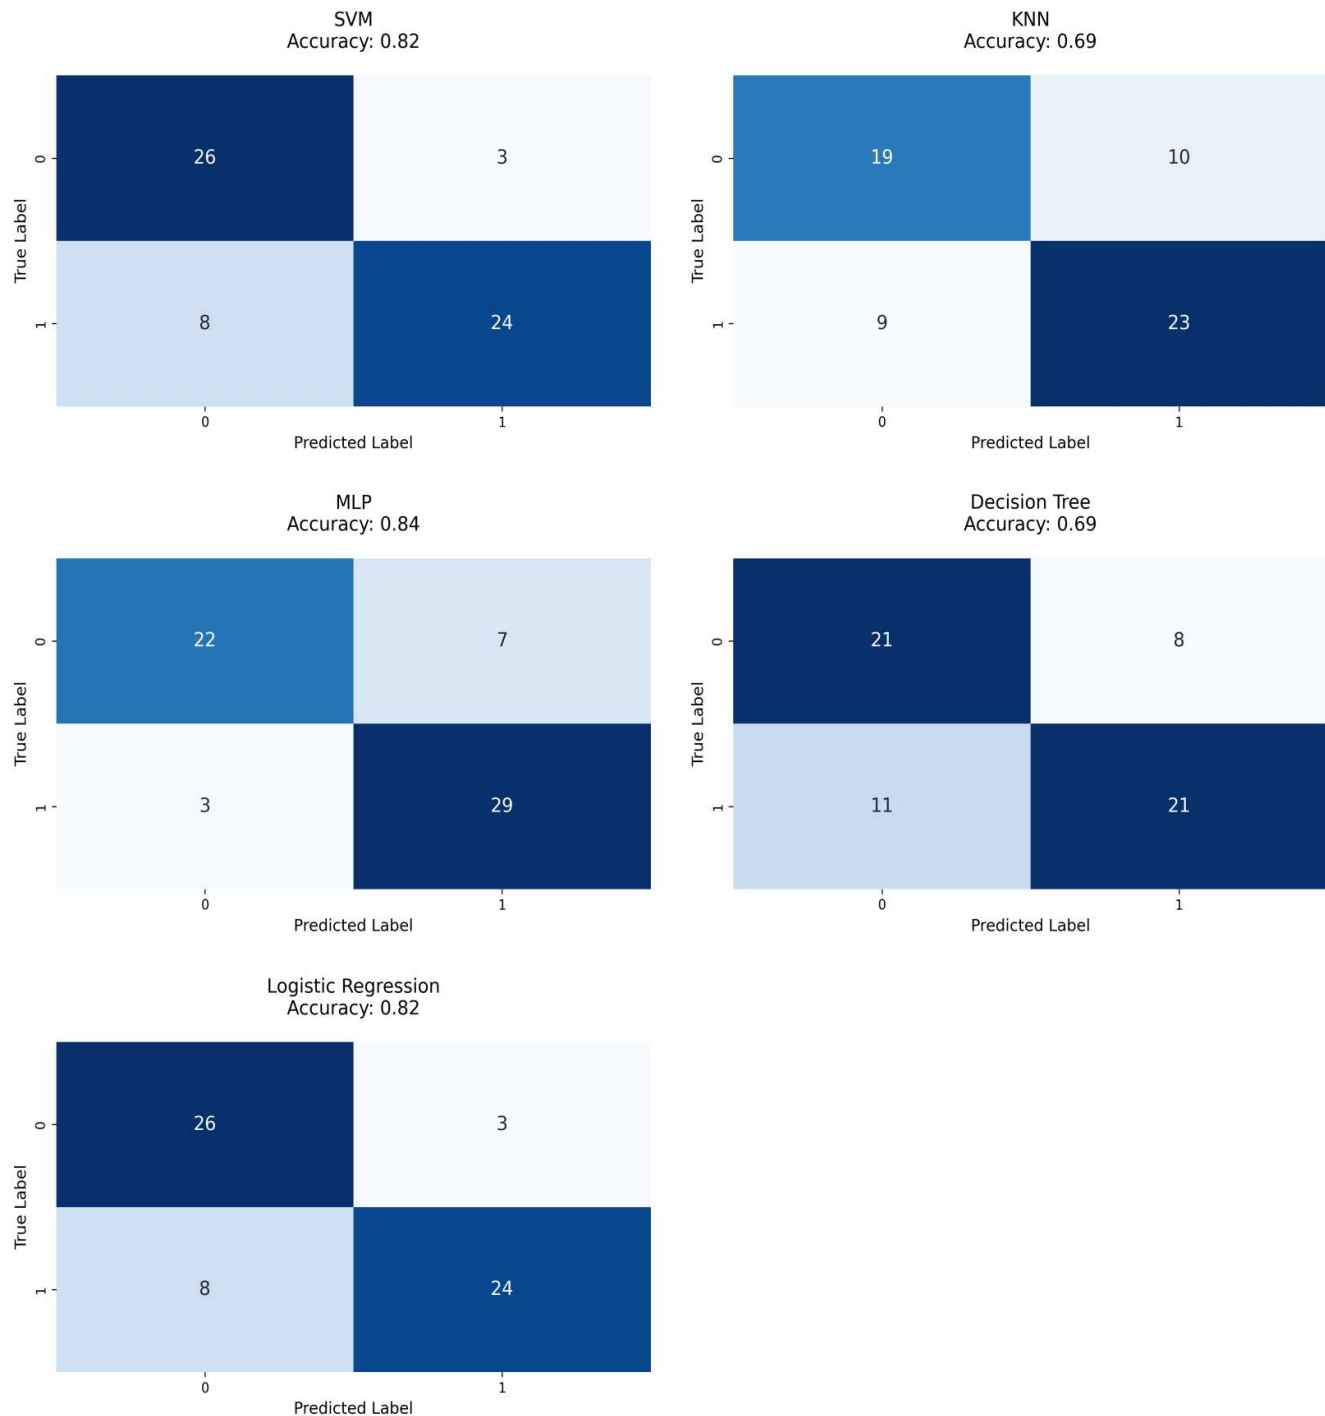 SVM
Accuracy: 0.82
True Label
0
26
3
1
8
24
0
1
Predicted Label
KNN
Accuracy: 0.69
True Label
0
19
10
1
9
23
0
1
Predicted Label
MLP
Accuracy: 0.84
True Label
0
22
7
1
3
29
0
1
Predicted Label
Decision Tree
Accuracy: 0.69
True Label
0
21
8
1
11
21
0
1
Predicted Label
Logistic Regression
Accuracy: 0.82
True Label
0
26
3
1
8
24
0
1
Predicted Label